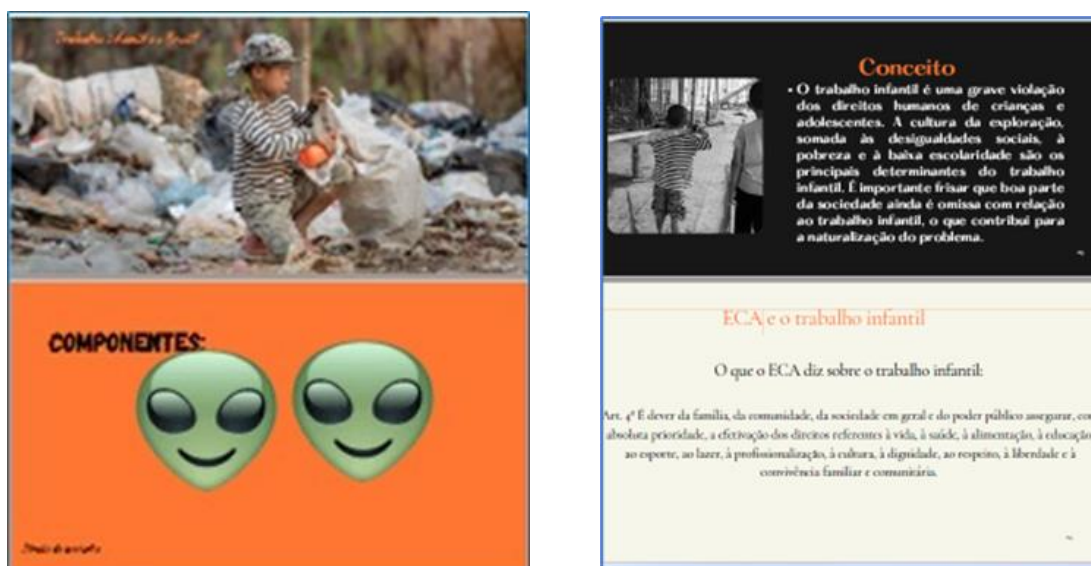 Trabalho infantil no Brasil
COMPONENTES:
Conceito
• O trabalho infantil é uma grave violação
dos direitos humanos de crianças e
adolescentes. A cultura da exploração,
somada às desigualdades sociais, à
pobreza e à baixa escolaridade são os
principais determinantes do trabalho
infantil. É importante frisar que boa parte
da sociedade ainda é omissa com relação
ao trabalho infantil, o que contribui para
a naturalização do problema.
ECA e o trabalho infantil
O que o ECA diz sobre o trabalho infantil:
Art. 4º É dever da família, da comunidade, da sociedade em geral e do poder público assegurar, co
absoluta prioridade, a efetivação dos direitos referentes à vida, à saúde, à alimentação, à educação
ao esporte, ao lazer, à profissionalização, à cultura, à dignidade, ao respeito, à liberdade e à
convivência familiar e comunitária.